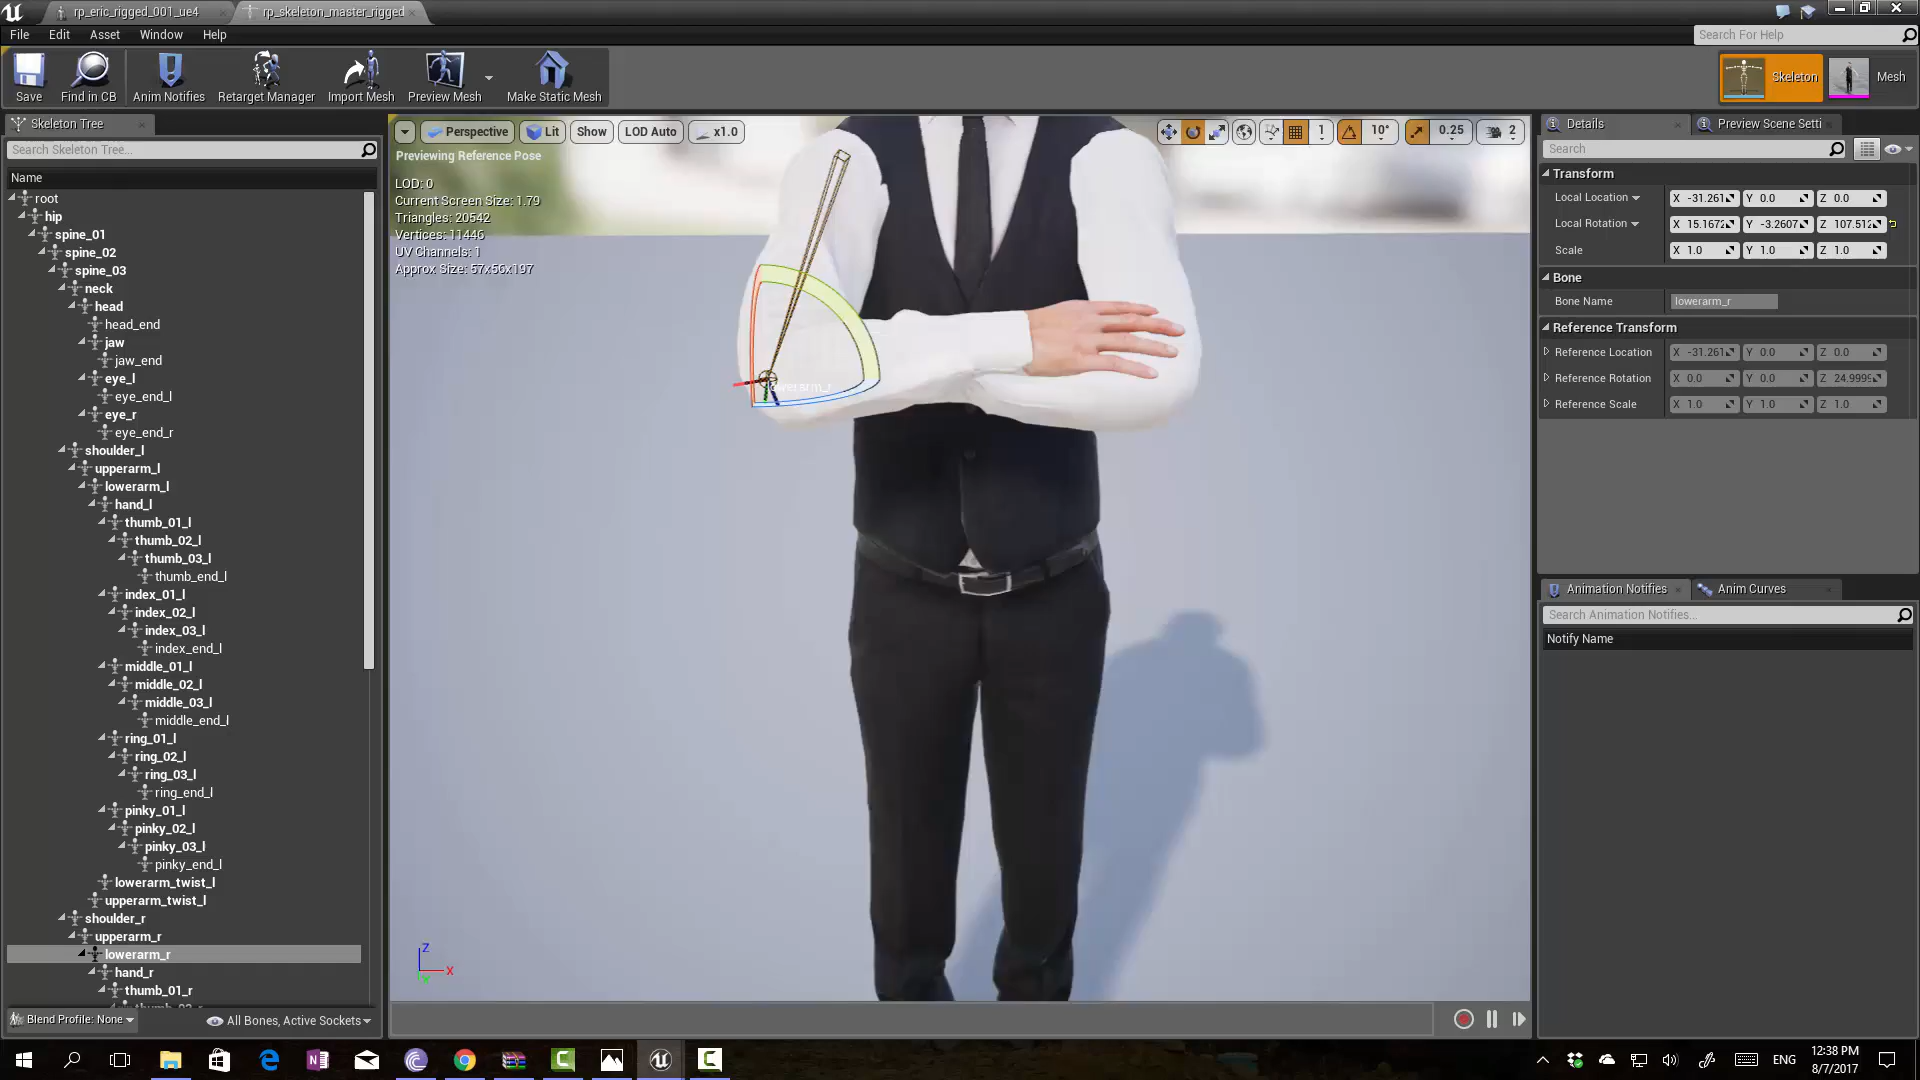 rp_eric_rigged_001_ue4
rp_skeleton_master_rigged
File Edit Asset Window Help
Search For Help
Save
Find in CB
Anim Notifies
Retarget Manager
Import Mesh
Preview Mesh
Make Static Mesh
Skeleton
Mesh
Skeleton Tree
Search Skeleton Tree...
Name
root
hip
spine_01
spine_02
spine_03
neck
head
head_end
jaw
jaw_end
eye_l
eye_end_l
eye_r
eye_end_r
shoulder_l
upperarm_l
lowerarm_l
hand_l
thumb_01_l
thumb_02_l
thumb_03_l
thumb_end_l
index_01_l
index_02_l
index_03_l
index_end_l
middle_01_l
middle_02_l
middle_03_l
middle_end_l
ring_01_l
ring_02_l
ring_03_l
ring_end_l
pinky_01_l
pinky_02_l
pinky_03_l
pinky_end_l
lowerarm_twist_l
upperarm_twist_l
shoulder_r
upperarm_r
lowerarm_r
hand_r
thumb_01_r
Blend Profile: None
All Bones, Active Sockets
Perspective Lit Show LOD Auto x1.0
1 10° 0.25 2
Previewing Reference Pose
LOD: 0
Current Screen Size: 1.79
Triangles: 20542
Vertices: 11446
UV Channels: 1
Approx Size: 57x56x197
lowerarm_r
Z
X
Y
Details
Preview Scene Setti
Search
Transform
Local Location X -31.261 Y 0.0 Z 0.0
Local Rotation X 15.1672 Y -3.2607 Z 107.512
Scale X 1.0 Y 1.0 Z 1.0
Bone
Bone Name lowerarm_r
Reference Transform
Reference Location X -31.261 Y 0.0 Z 0.0
Reference Rotation X 0.0 Y 0.0 Z 24.9999
Reference Scale X 1.0 Y 1.0 Z 1.0
Animation Notifies
Anim Curves
Search Animation Notifies...
Notify Name
ENG
12:38 PM
8/7/2017